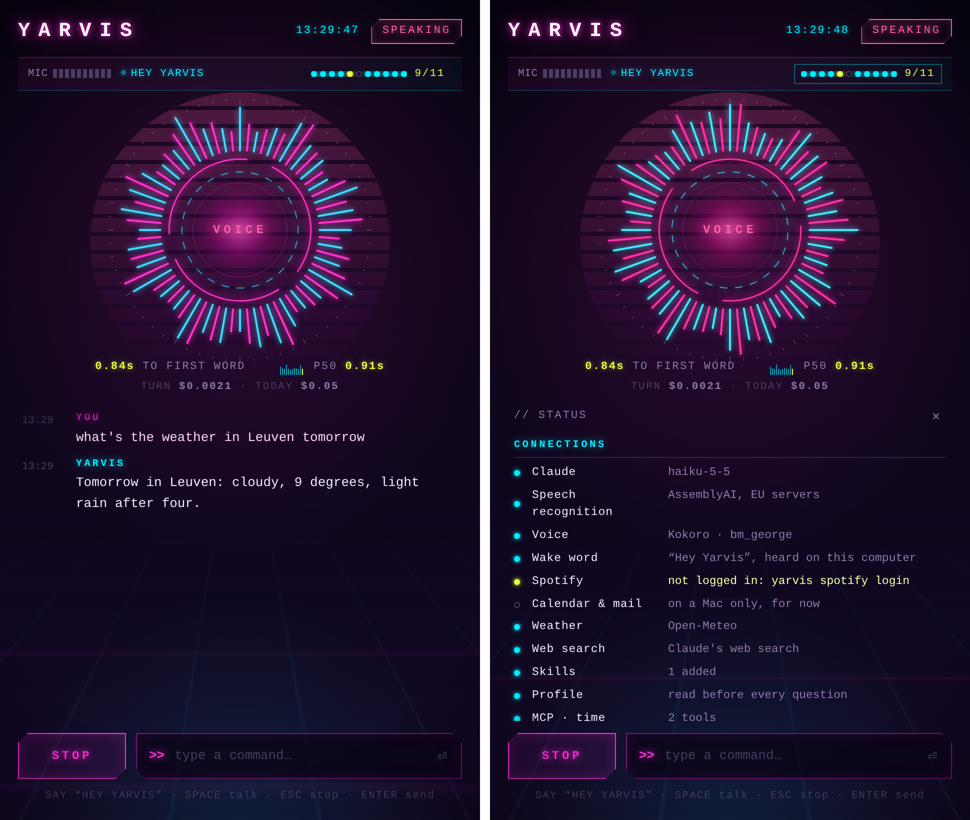 YARVIS
13:29:47
SPEAKING
MIC
HEY YARVIS
9/11
VOICE
0.84s TO FIRST WORD
P50 0.91s
TURN $0.0021 · TODAY $0.05
13:29
YOU
what's the weather in Leuven tomorrow
13:29
YARVIS
Tomorrow in Leuven: cloudy, 9 degrees, light
rain after four.
STOP
>> type a command… ⏎
SAY “HEY YARVIS” · SPACE talk · ESC stop · ENTER send
YARVIS
13:29:48
SPEAKING
MIC
HEY YARVIS
9/11
VOICE
0.84s TO FIRST WORD
P50 0.91s
TURN $0.0021 · TODAY $0.05
// STATUS
×
CONNECTIONS
Claude haiku-5-5
Speech AssemblyAI, EU servers
recognition
Voice Kokoro · bm_george
Wake word “Hey Yarvis”, heard on this computer
Spotify not logged in: yarvis spotify login
Calendar & mail on a Mac only, for now
Weather Open-Meteo
Web search Claude's web search
Skills 1 added
Profile read before every question
MCP · time 2 tools
STOP
>> type a command… ⏎
SAY “HEY YARVIS” · SPACE talk · ESC stop · ENTER send